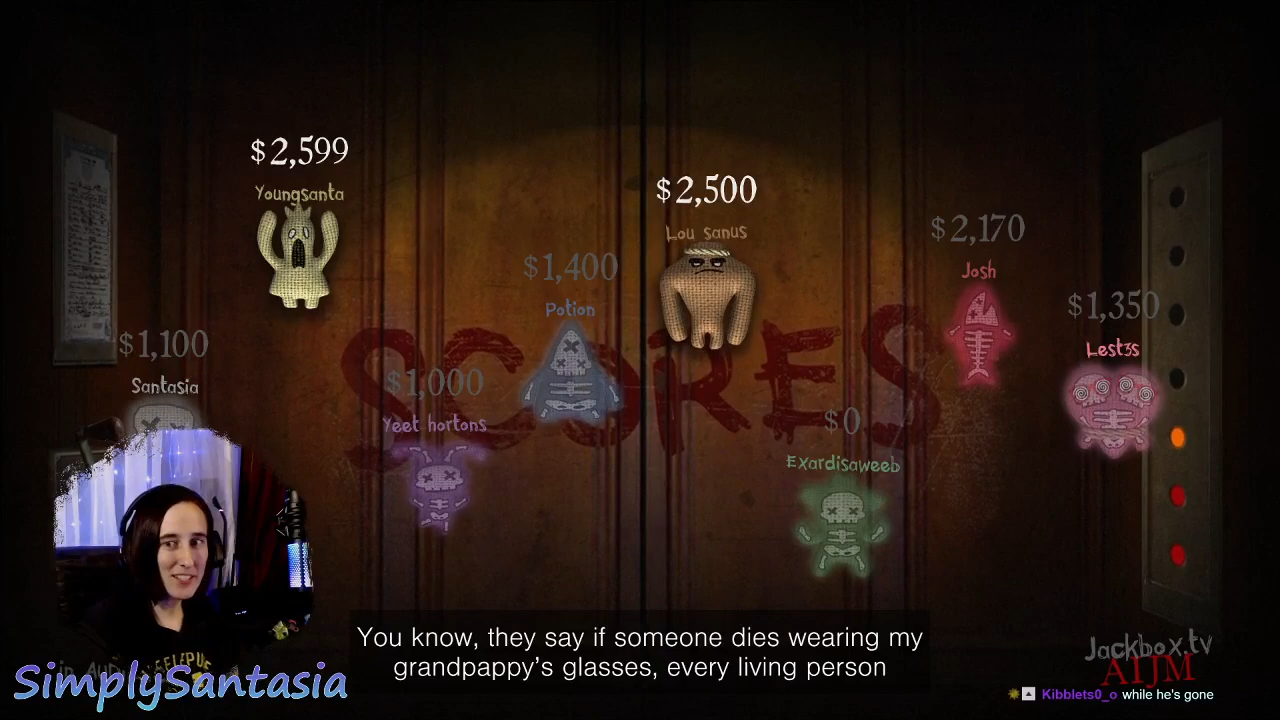 $2,599
Youngsanta
$2,500
Lou sanus
$2,170
Josh
$1,400
Potion
$1,350
Lest3s
$1,100
Santasia
$1,000
Yeet hortons
SCORES
$0
Exardisaweeb
You know, they say if someone dies wearing my
grandpappy's glasses, every living person
Jackbox.tv
AIJM
SimplySantasia
Kibblets0_o while he's gone